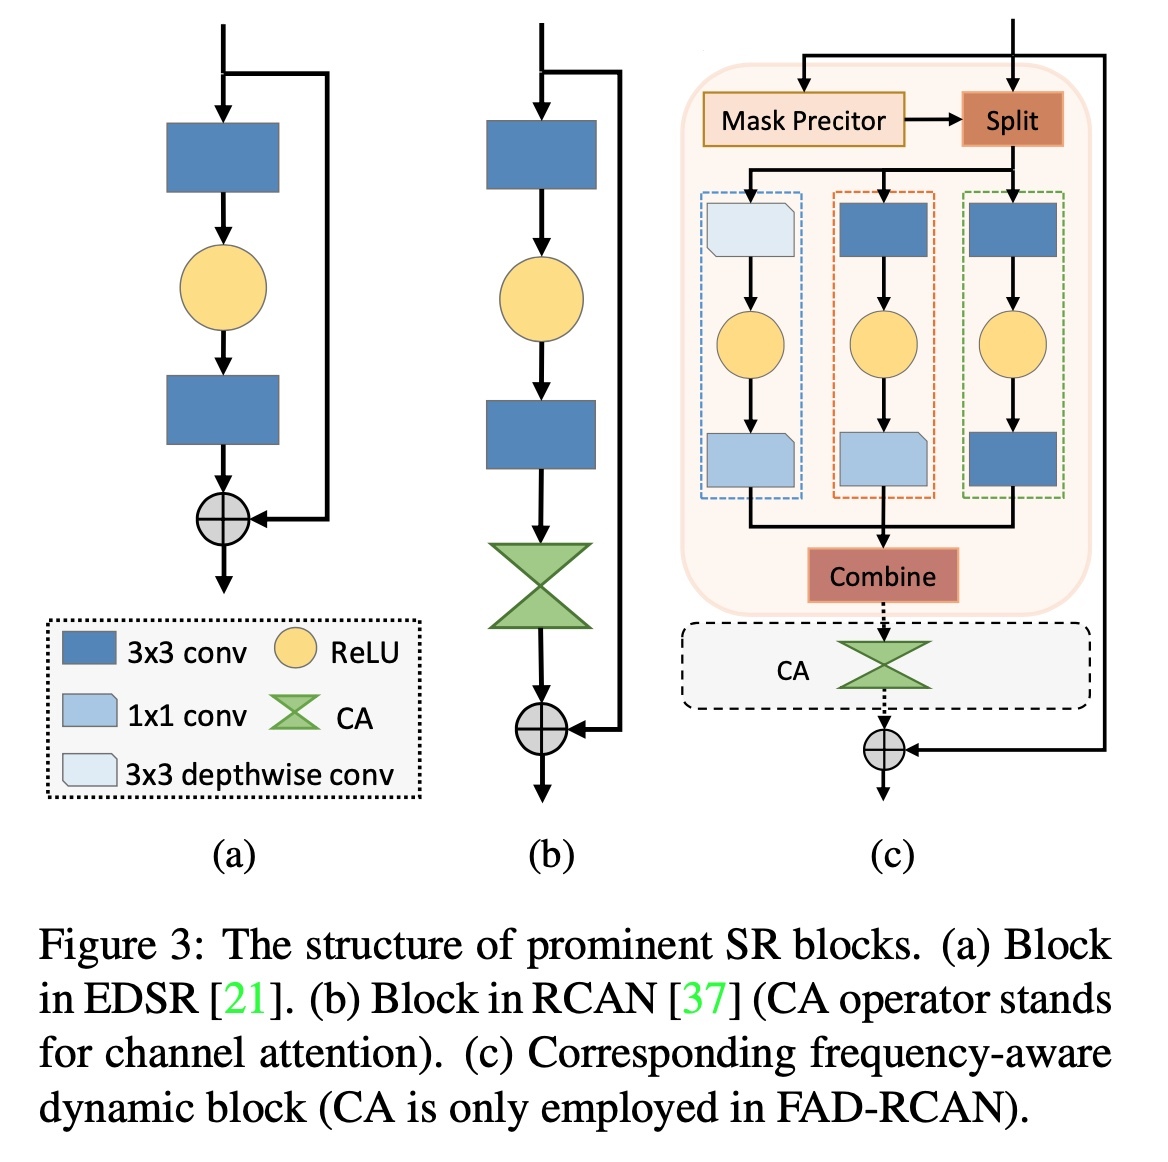 Mask Precitor
Split
Combine
CA
3x3 conv
ReLU
1x1 conv
CA
3x3 depthwise conv
(a)
(b)
(c)
Figure 3: The structure of prominent SR blocks. (a) Block
in EDSR [21]. (b) Block in RCAN [37] (CA operator stands
for channel attention). (c) Corresponding frequency-aware
dynamic block (CA is only employed in FAD-RCAN).